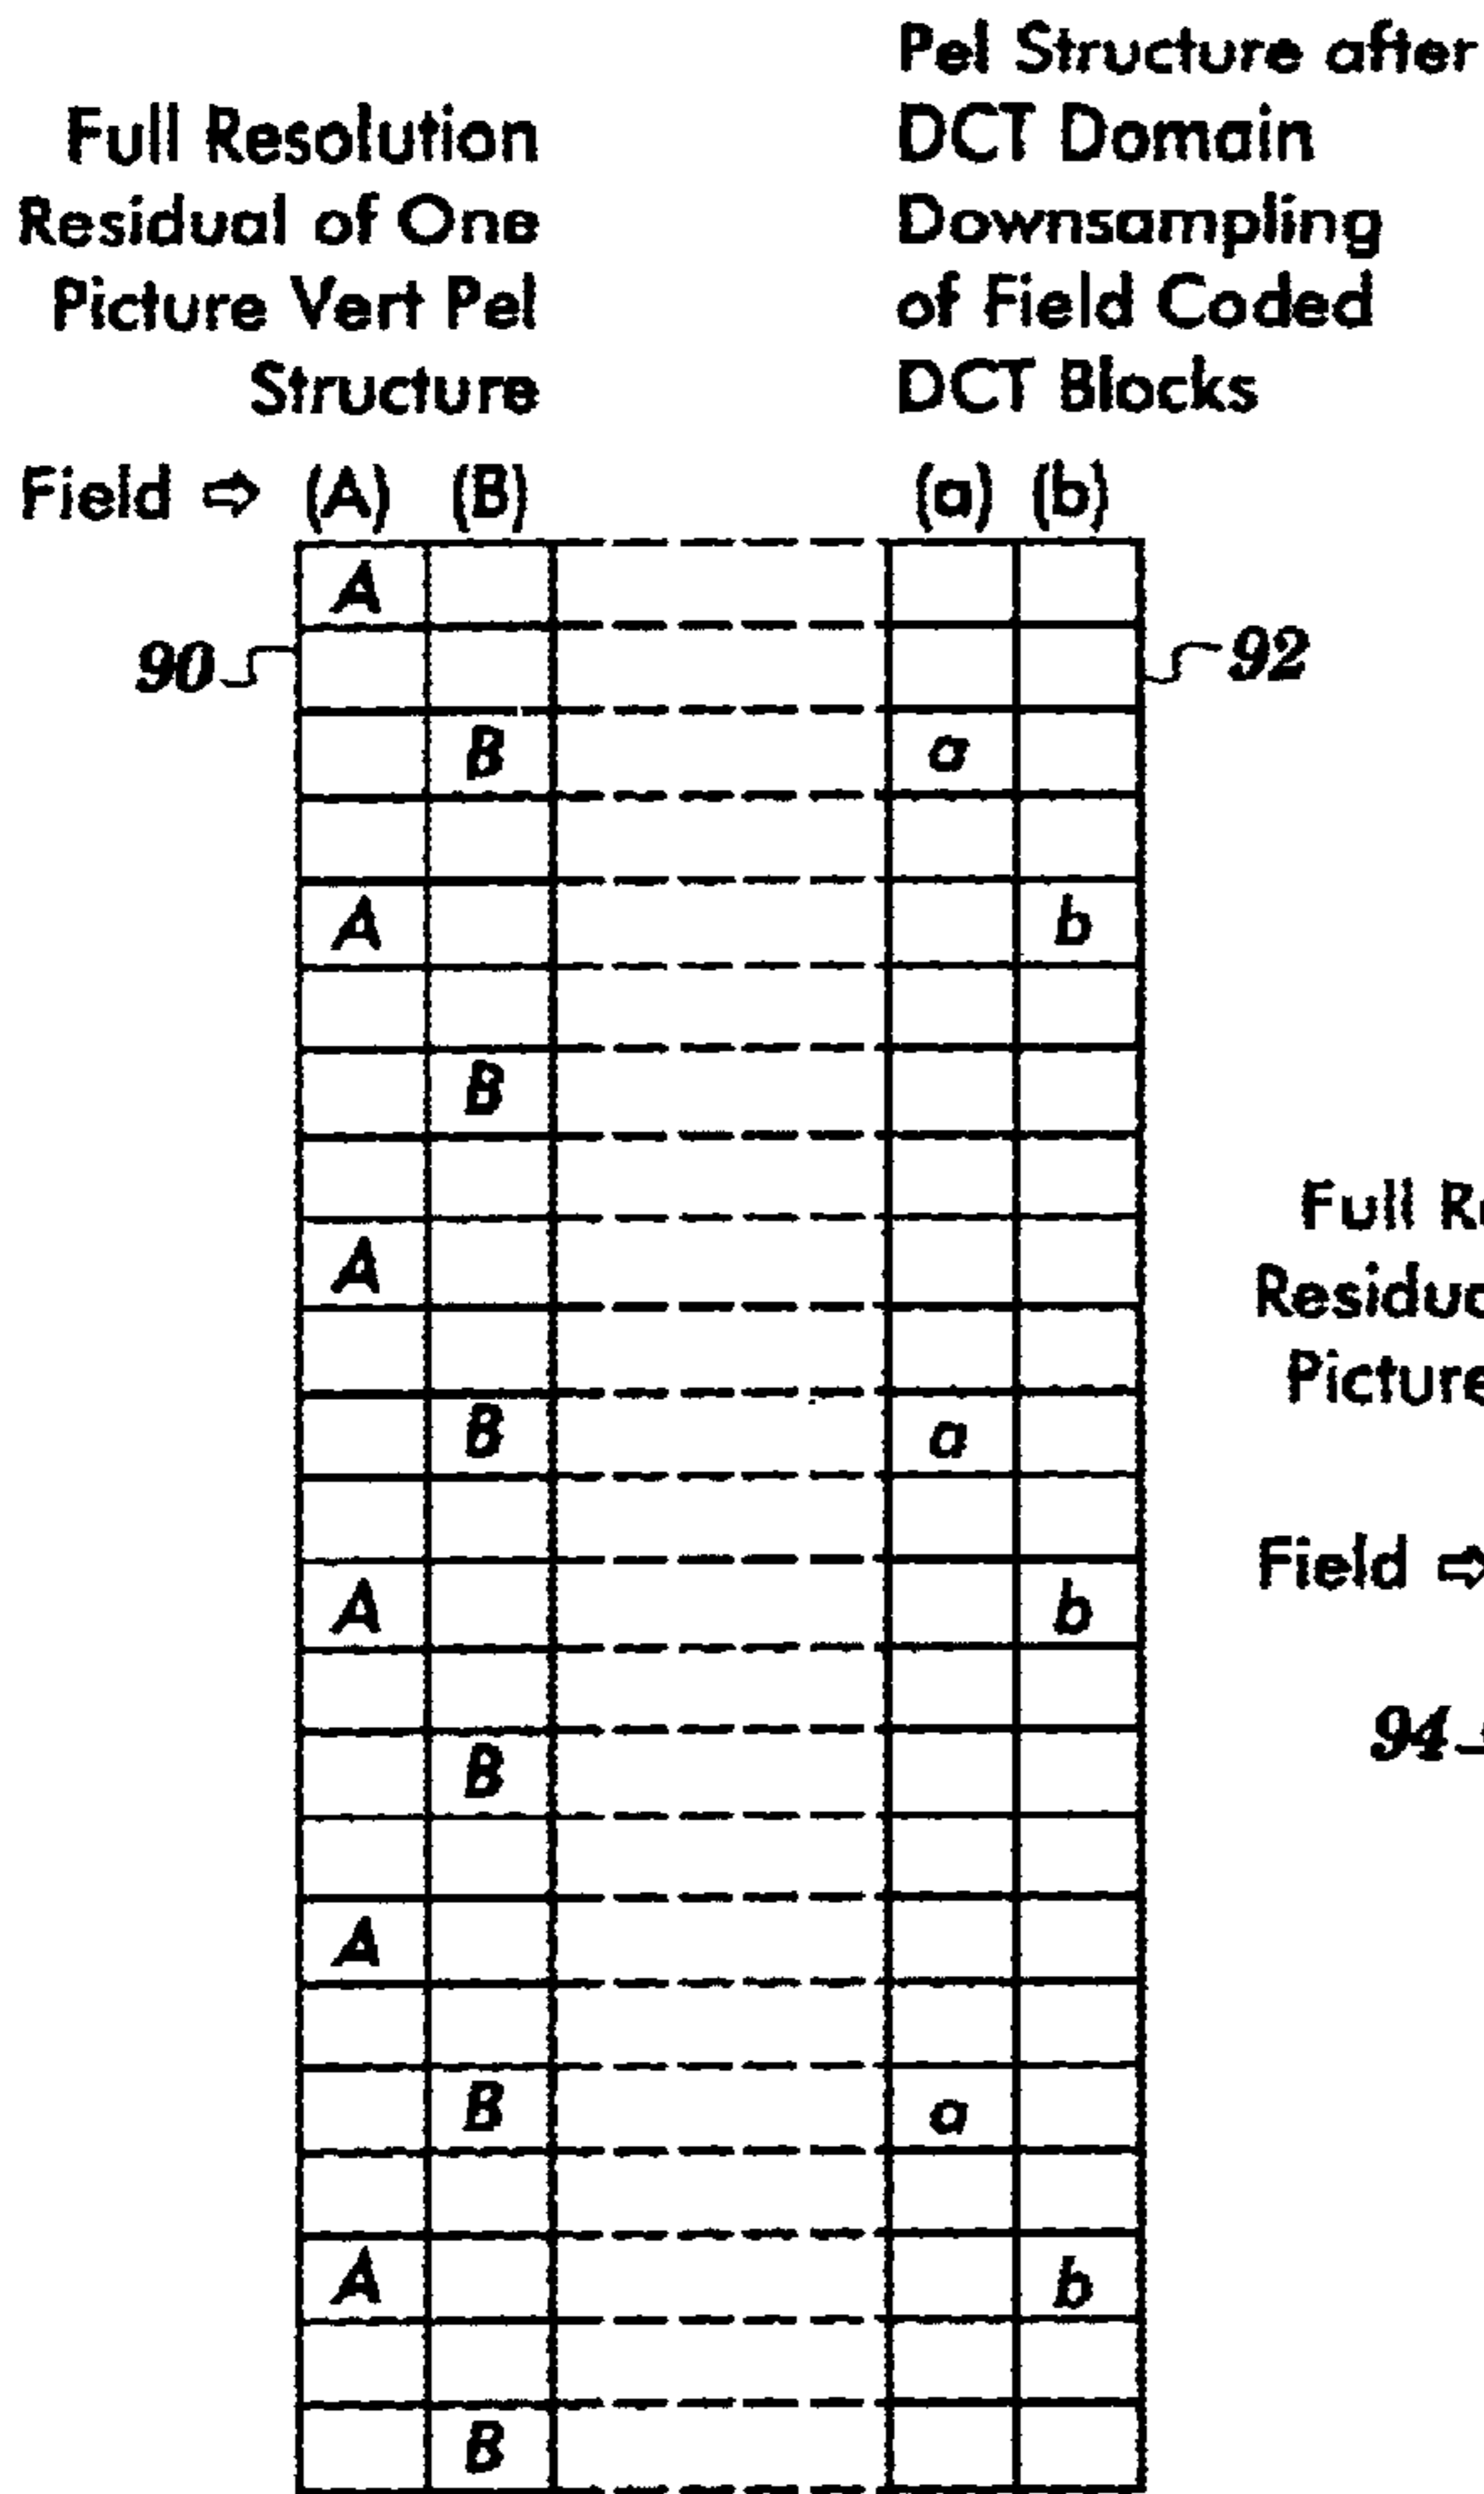 Full Resolution
Residual of One
Picture Vert Pel
Structure
Pel Structure after
DCT Domain
Downsampling
of Field Coded
DCT Blocks
Field ⇨ (A) (B) (a) (b)
A
90 92
B a
A b
B
A
B a
A b
B
A
B a
A b
B
Full
Picture
Field ⇨
94